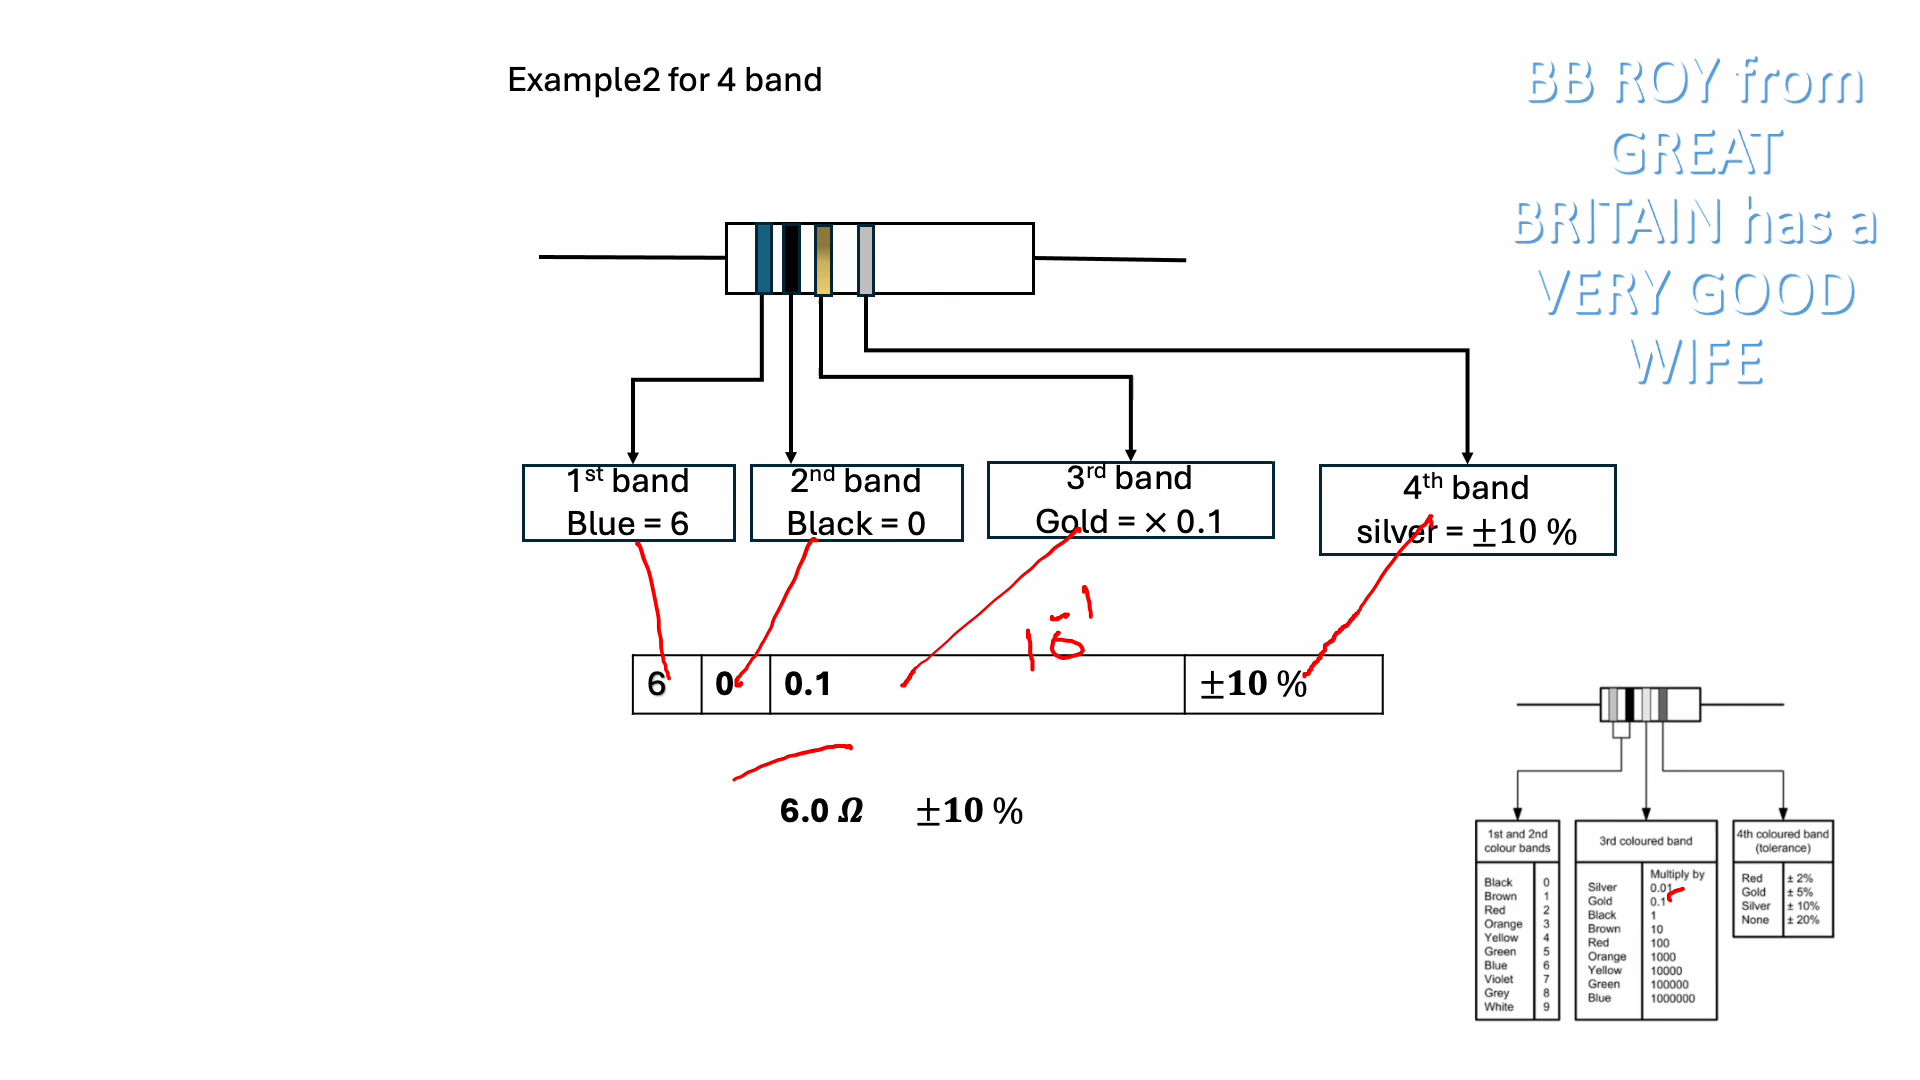 Example2 for 4 band
BB ROY from
GREAT
BRITAIN has a
VERY GOOD
WIFE
1st band
Blue = 6
2nd band
Black = 0
3rd band
Gold = × 0.1
4th band
silver = ±10 %
10⁻¹
6 0 0.1 ±10 %
6.0 Ω ±10 %
1st and 2nd
colour bands
Black 0
Brown 1
Red 2
Orange 3
Yellow 4
Green 5
Blue 6
Violet 7
Grey 8
White 9
3rd coloured band
Multiply by
Silver 0.01
Gold 0.1
Black 1
Brown 10
Red 100
Orange 1000
Yellow 10000
Green 100000
Blue 1000000
4th coloured band
(tolerance)
Red ± 2%
Gold ± 5%
Silver ± 10%
None ± 20%